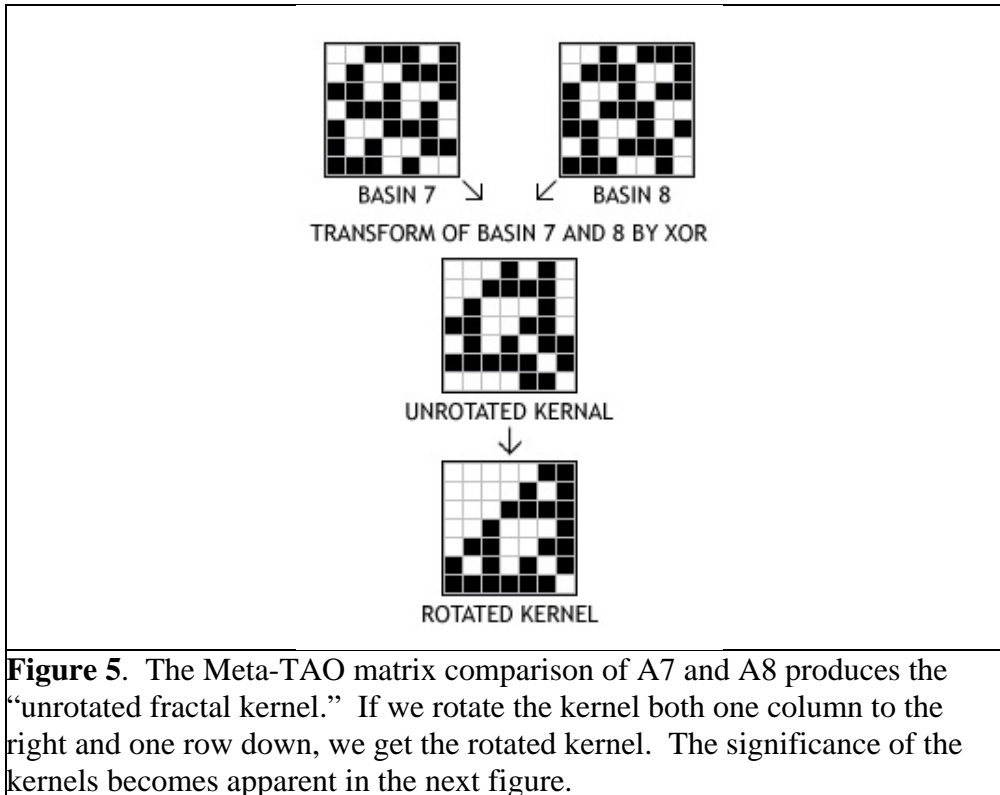 BASIN 7 BASIN 8
TRANSFORM OF BASIN 7 AND 8 BY XOR
UNROTATED KERNAL
ROTATED KERNEL
Figure 5. The Meta-TAO matrix comparison of A7 and A8 produces the
“unrotated fractal kernel.” If we rotate the kernel both one column to the
right and one row down, we get the rotated kernel. The significance of the
kernels becomes apparent in the next figure.